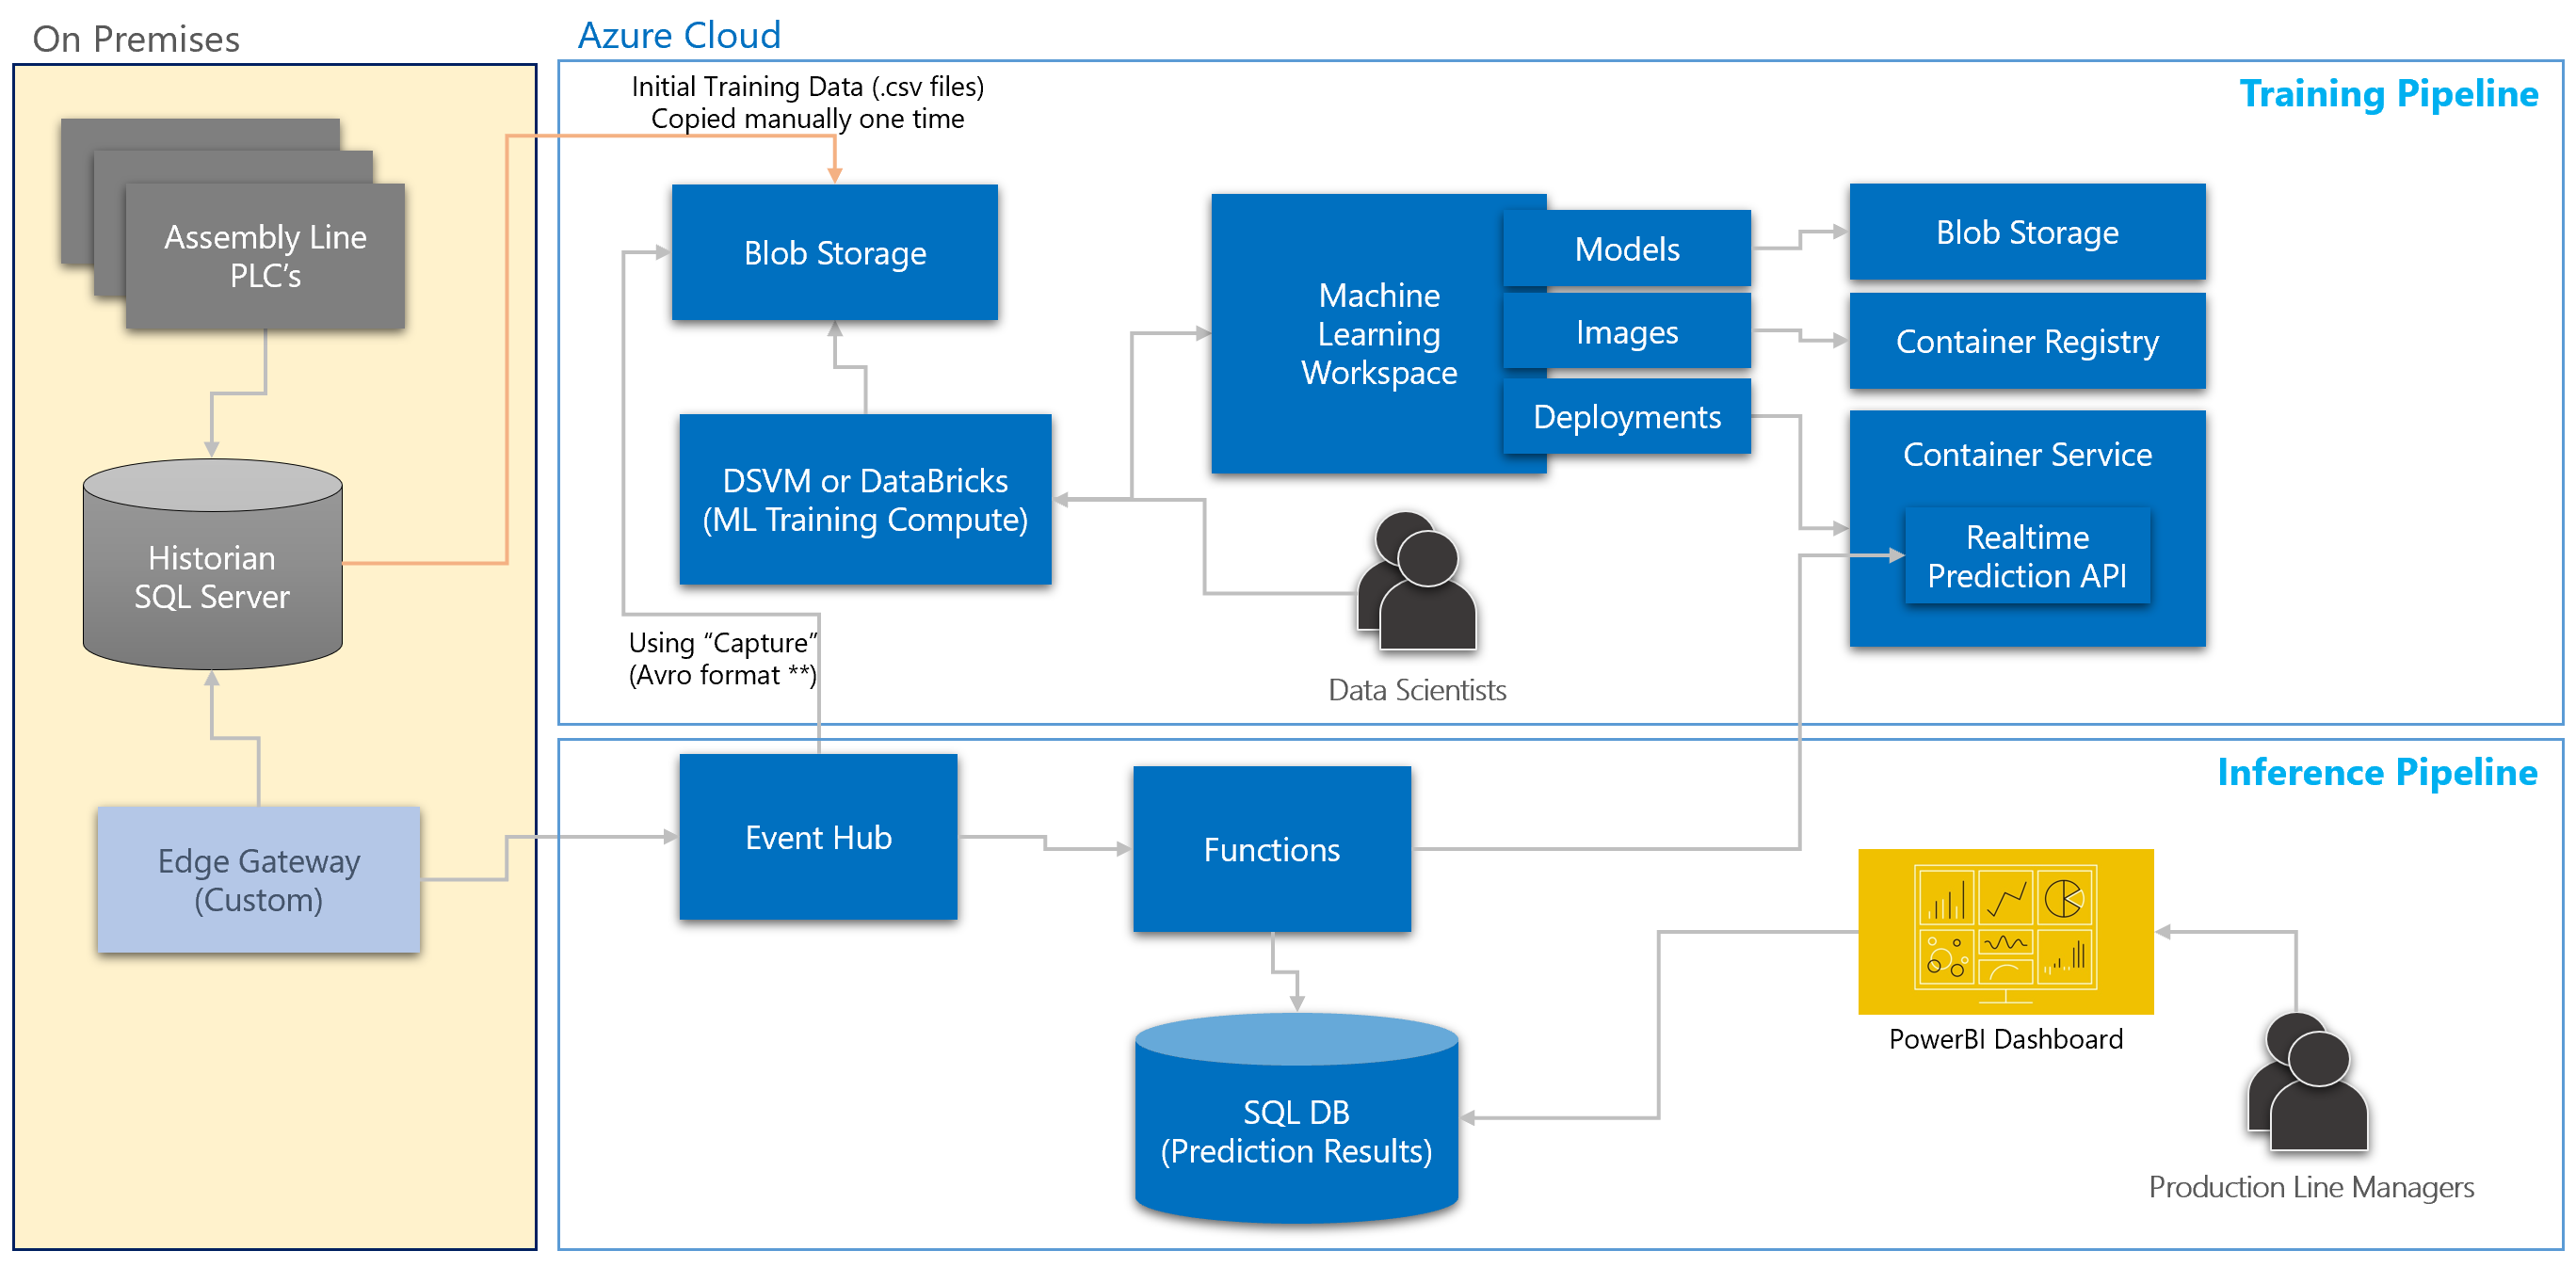 On Premises
Assembly Line
PLC’s
Historian
SQL Server
Edge Gateway
(Custom)
Azure Cloud
Training Pipeline
Initial Training Data (.csv files)
Copied manually one time
Blob Storage
DSVM or DataBricks
(ML Training Compute)
Using “Capture”
(Avro format **)
Machine
Learning
Workspace
Models
Images
Deployments
Data Scientists
Blob Storage
Container Registry
Container Service
Realtime
Prediction API
Inference Pipeline
Event Hub
Functions
SQL DB
(Prediction Results)
PowerBI Dashboard
Production Line Managers